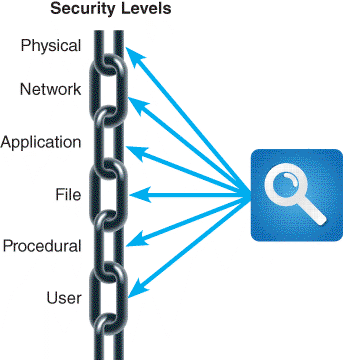 Security Levels
Physical
Network
Application
File
Procedural
User